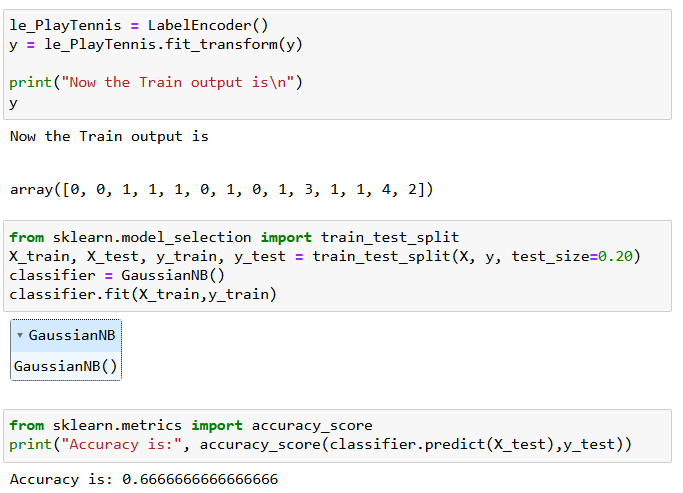 le_PlayTennis = LabelEncoder()
y = le_PlayTennis.fit_transform(y)
print("Now the Train output is\n")
y
Now the Train output is
array([0, 0, 1, 1, 1, 0, 1, 0, 1, 3, 1, 1, 4, 2])
from sklearn.model_selection import train_test_split
X_train, X_test, y_train, y_test = train_test_split(X, y, test_size=0.20)
classifier = GaussianNB()
classifier.fit(X_train,y_train)
▾ GaussianNB
GaussianNB()
from sklearn.metrics import accuracy_score
print("Accuracy is:", accuracy_score(classifier.predict(X_test),y_test))
Accuracy is: 0.6666666666666666